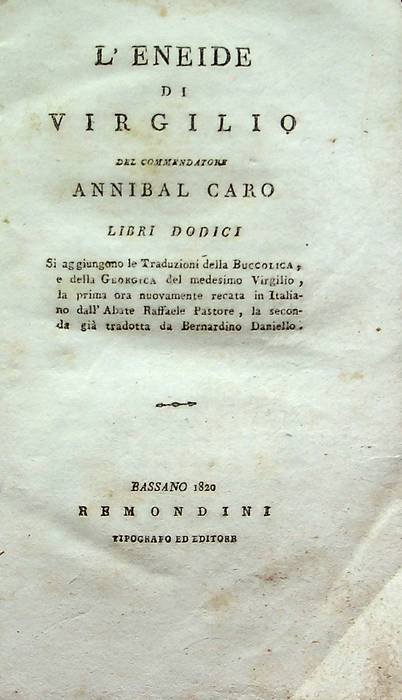 L' ENEIDE
DI
VIRGILIO
DEL COMMENDATORE
ANNIBAL CARO
LIBRI DODICI
Si aggiungono le Traduzioni della BUCCOLICA,
e della GEORGICA del medesimo Virgilio,
la prima ora nuovamente recata in Italia-
no dall' Abate Raffaele Pastore, la secon-
da già tradotta da Bernardino Daniello.
BASSANO 1820
REMONDINI
TIPOGRAFO ED EDITORE